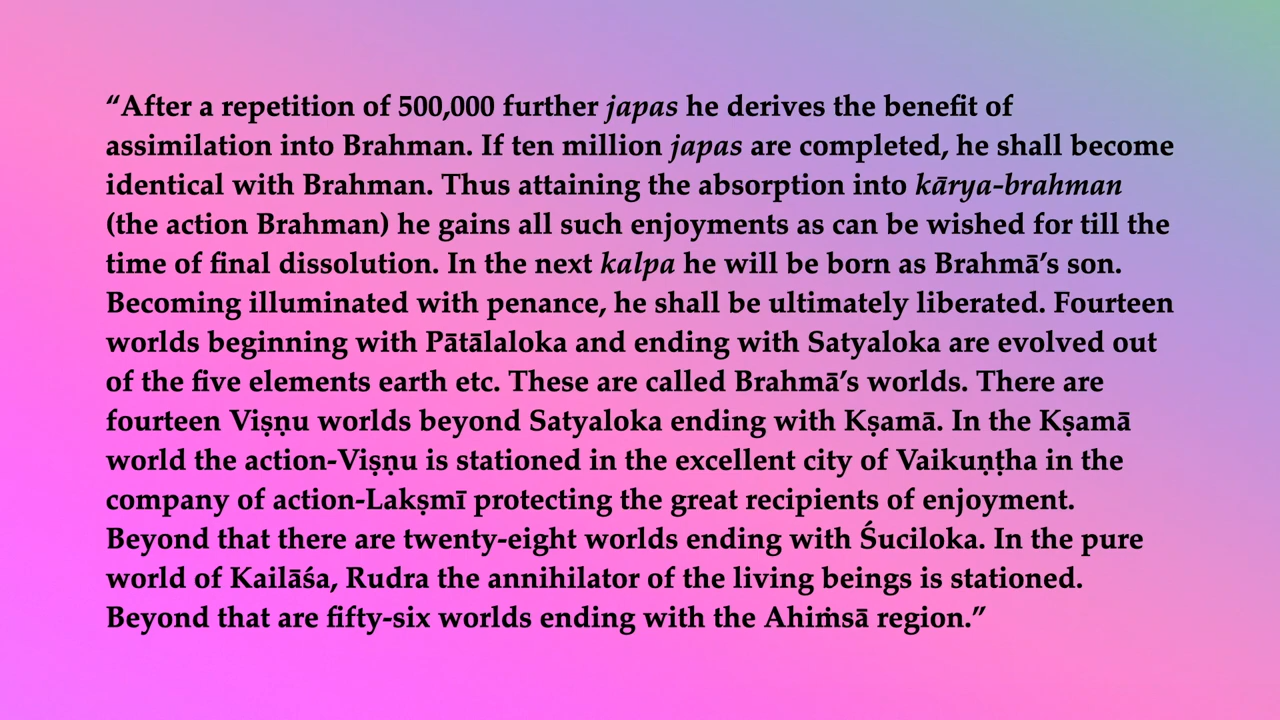 “After a repetition of 500,000 further japas he derives the benefit of
assimilation into Brahman. If ten million japas are completed, he shall become
identical with Brahman. Thus attaining the absorption into kārya-brahman
(the action Brahman) he gains all such enjoyments as can be wished for till the
time of final dissolution. In the next kalpa he will be born as Brahmā’s son.
Becoming illuminated with penance, he shall be ultimately liberated. Fourteen
worlds beginning with Pātālaloka and ending with Satyaloka are evolved out
of the five elements earth etc. These are called Brahmā’s worlds. There are
fourteen Viṣṇu worlds beyond Satyaloka ending with Kṣamā. In the Kṣamā
world the action-Viṣṇu is stationed in the excellent city of Vaikuṇṭha in the
company of action-Lakṣmī protecting the great recipients of enjoyment.
Beyond that there are twenty-eight worlds ending with Śuciloka. In the pure
world of Kailāśa, Rudra the annihilator of the living beings is stationed.
Beyond that are fifty-six worlds ending with the Ahiṁsā region.”